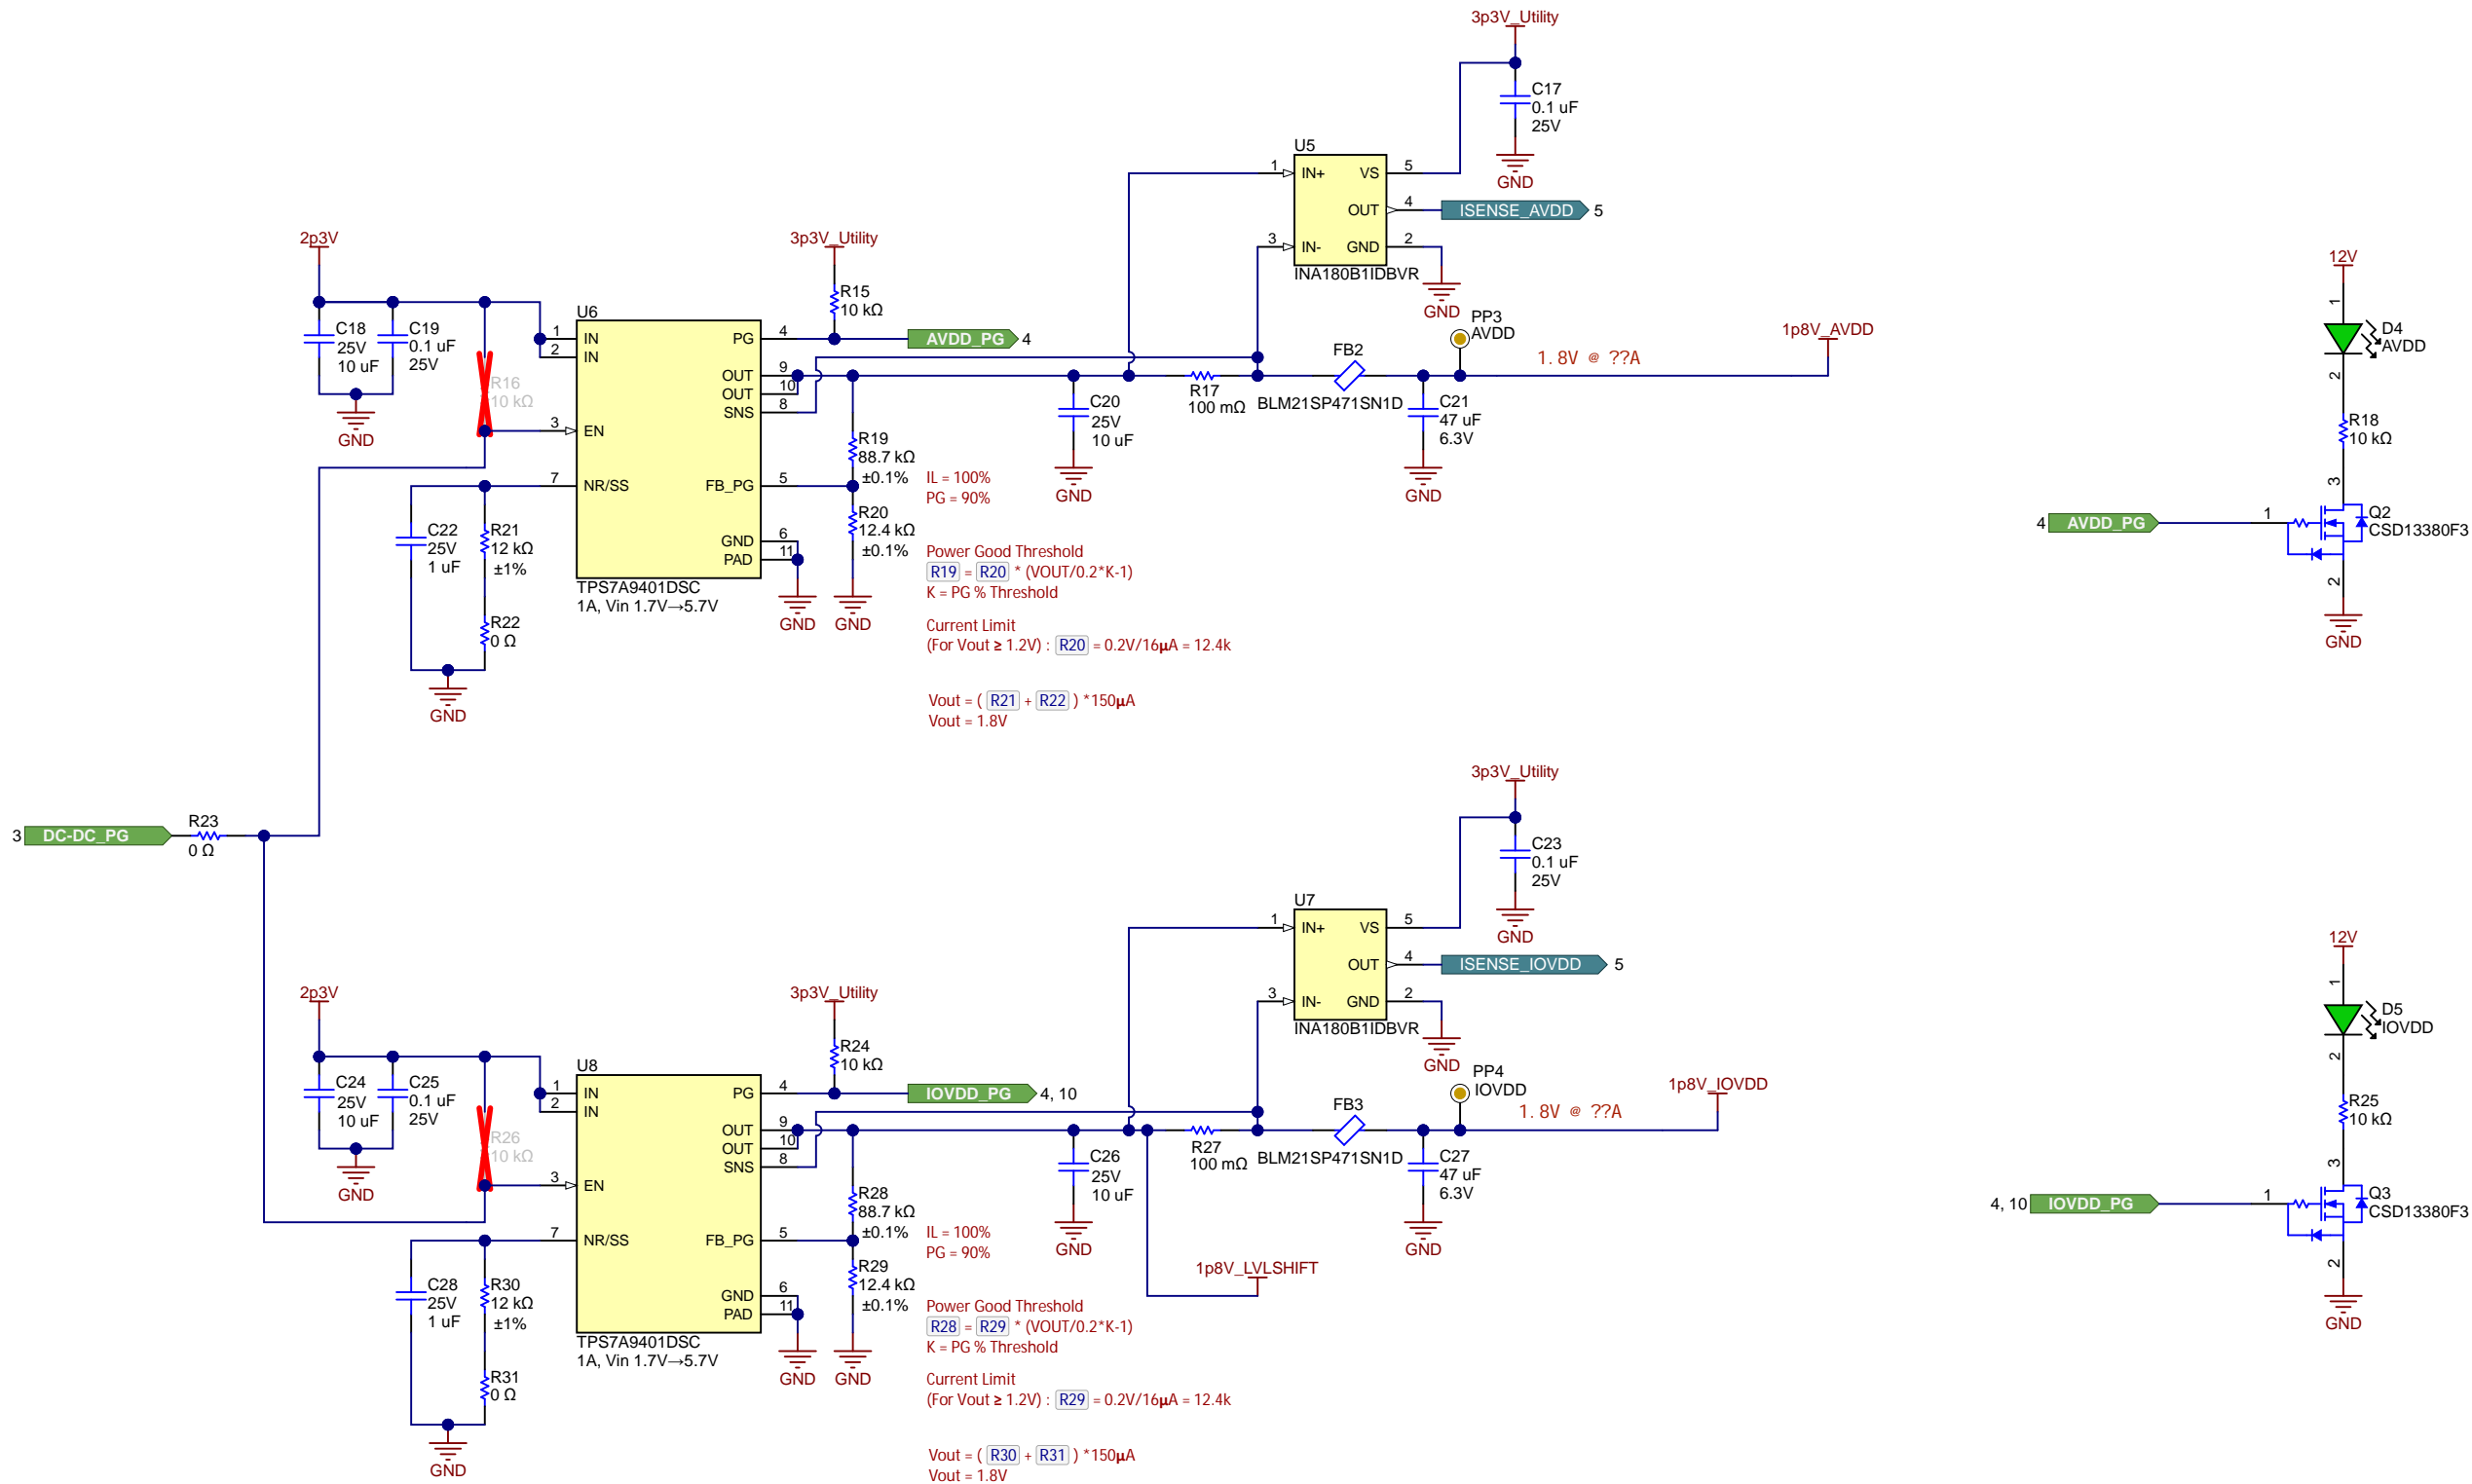 3p3V_Utility
C17
0.1 uF
25V
GND
U5
1
IN+
VS
5
OUT
4
ISENSE_AVDD
5
3
IN-
GND
2
INA180B1IDBVR
GND
2p3V
C18
25V
10 uF
C19
0.1 uF
25V
GND
R16
10 kΩ
3p3V_Utility
R15
10 kΩ
U6
1
IN
2
IN
3
EN
7
NR/SS
PG
4
OUT
9
OUT
10
SNS
8
FB_PG
5
GND
6
PAD
11
TPS7A9401DSC
1A, Vin 1.7V→5.7V
AVDD_PG
4
C22
25V
1 uF
R21
12 kΩ
±1%
R22
0 Ω
GND
GND
GND
R19
88.7 kΩ
±0.1%
R20
12.4 kΩ
±0.1%
IL = 100%
PG = 90%
Power Good Threshold
R19 = R20 * (VOUT/0.2*K-1)
K = PG % Threshold
Current Limit
(For Vout ≥ 1.2V) : R20 = 0.2V/16µA = 12.4k
Vout = ( R21 + R22 ) *150µA
Vout = 1.8V
C20
25V
10 uF
GND
R17
100 mΩ
FB2
BLM21SP471SN1D
PP3
AVDD
C21
47 uF
6.3V
GND
1.8V @ ??A
1p8V_AVDD
12V
1
D4
AVDD
2
R18
10 kΩ
3
4
AVDD_PG
1
Q2
CSD13380F3
2
GND
3
DC-DC_PG
R23
0 Ω
3p3V_Utility
C23
0.1 uF
25V
GND
U7
1
IN+
VS
5
OUT
4
ISENSE_IOVDD
5
3
IN-
GND
2
INA180B1IDBVR
GND
2p3V
C24
25V
10 uF
C25
0.1 uF
25V
GND
R26
10 kΩ
3p3V_Utility
R24
10 kΩ
U8
1
IN
2
IN
3
EN
7
NR/SS
PG
4
OUT
9
OUT
10
SNS
8
FB_PG
5
GND
6
PAD
11
TPS7A9401DSC
1A, Vin 1.7V→5.7V
IOVDD_PG
4, 10
C28
25V
1 uF
R30
12 kΩ
±1%
R31
0 Ω
GND
GND
GND
R28
88.7 kΩ
±0.1%
R29
12.4 kΩ
±0.1%
IL = 100%
PG = 90%
Power Good Threshold
R28 = R29 * (VOUT/0.2*K-1)
K = PG % Threshold
Current Limit
(For Vout ≥ 1.2V) : R29 = 0.2V/16µA = 12.4k
Vout = ( R30 + R31 ) *150µA
Vout = 1.8V
C26
25V
10 uF
GND
R27
100 mΩ
1p8V_LVLSHIFT
FB3
BLM21SP471SN1D
PP4
IOVDD
C27
47 uF
6.3V
GND
1.8V @ ??A
1p8V_IOVDD
12V
1
D5
IOVDD
2
R25
10 kΩ
3
4, 10
IOVDD_PG
1
Q3
CSD13380F3
2
GND